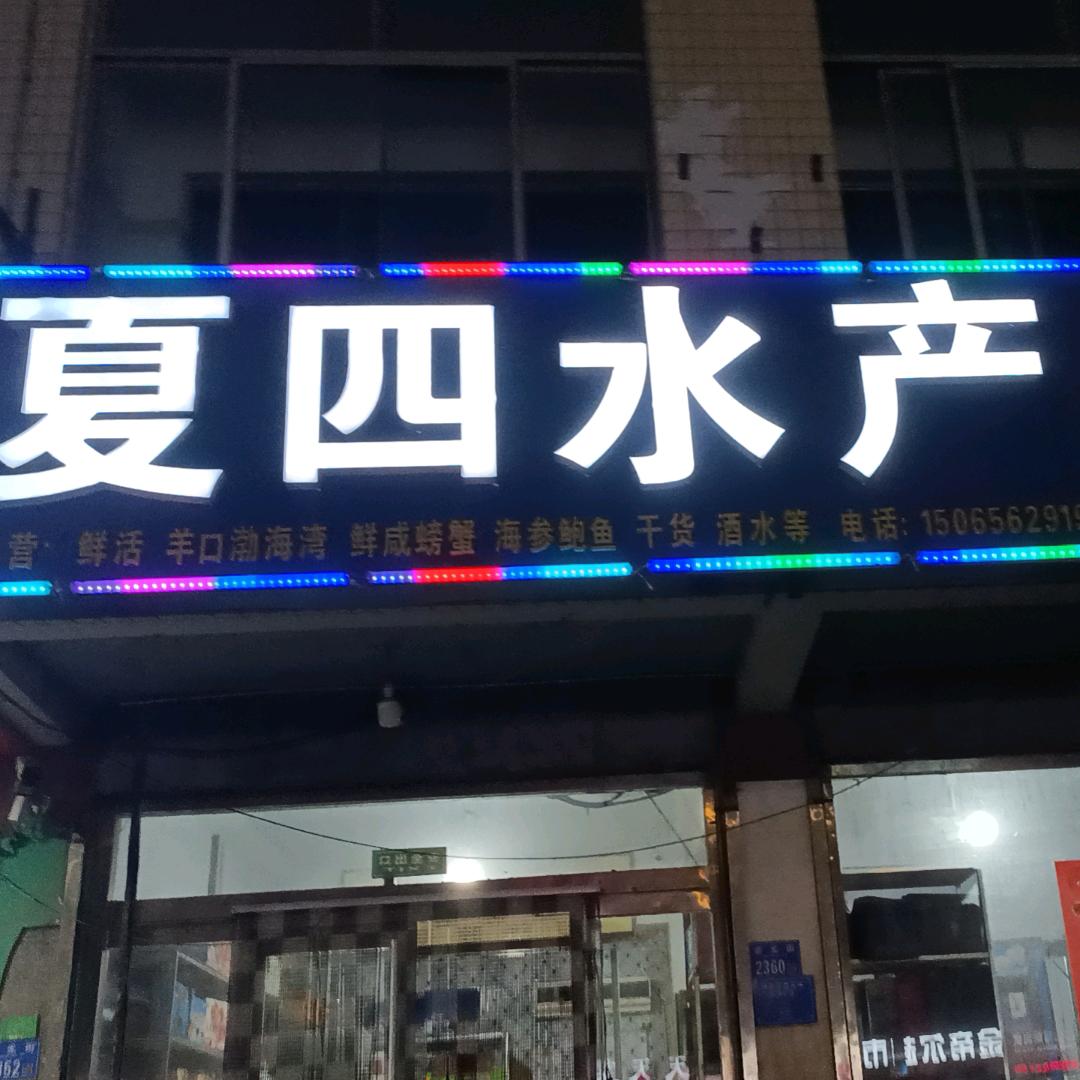 夏四水产
营: 鲜活 羊口渤海湾 鲜咸螃蟹 海参鲍鱼 干货 酒水等 电话: 1506562919
安全出口
2360